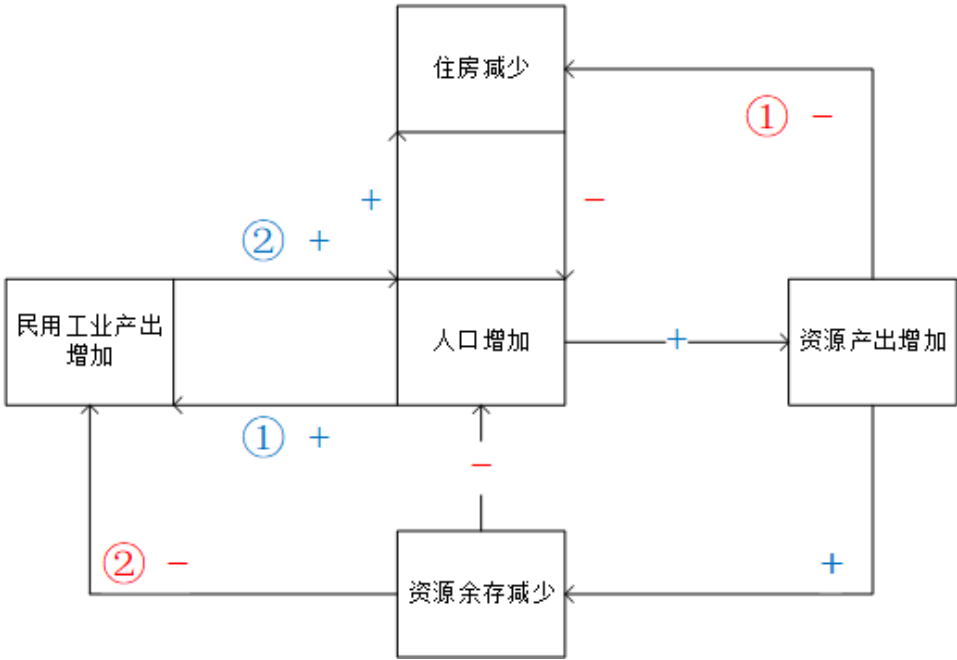 住房减少
① －
+
－
② +
民用工业产出
增加
人口增加
+
资源产出增加
① +
－
② －
资源余存减少
+